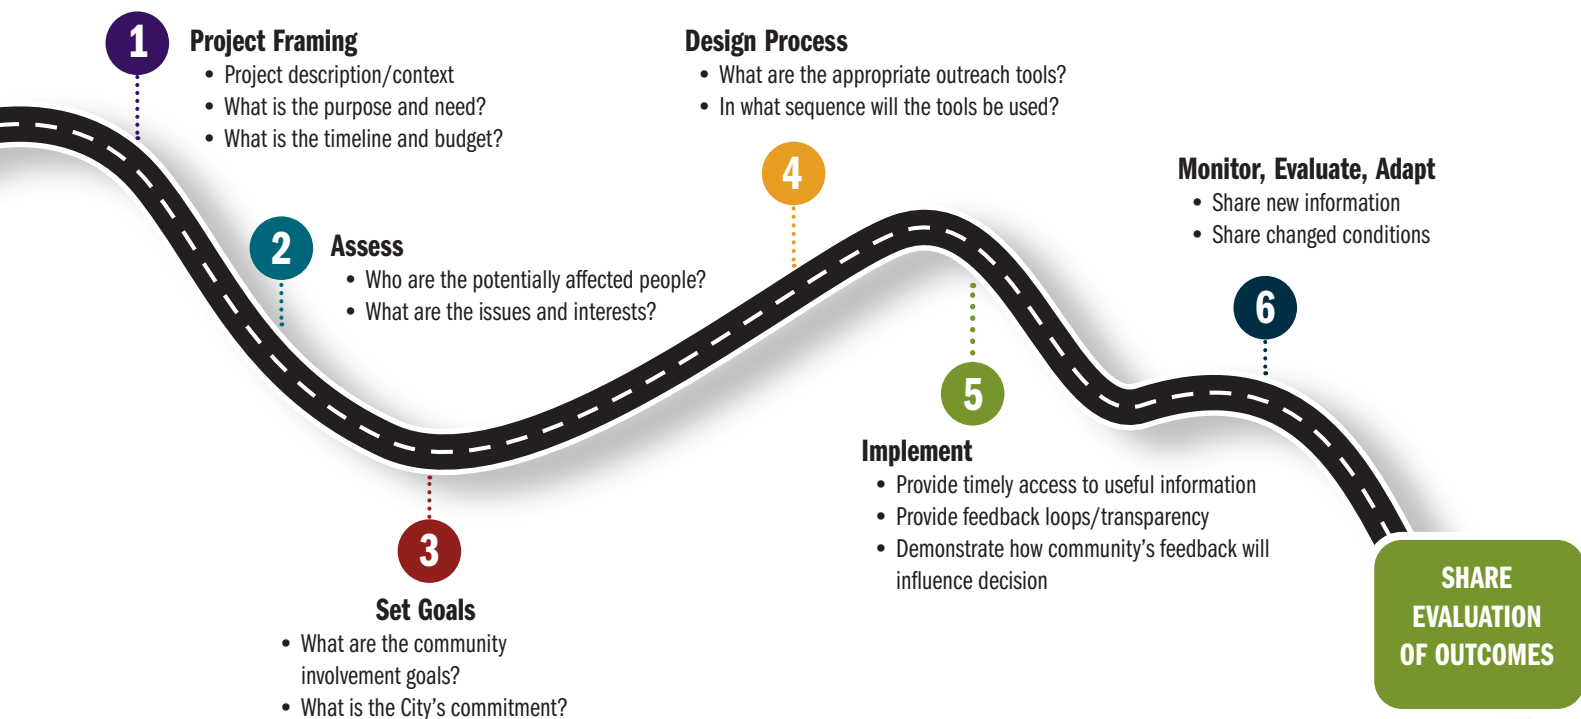 1
Project Framing
• Project description/context
• What is the purpose and need?
• What is the timeline and budget?
2
Assess
• Who are the potentially affected people?
• What are the issues and interests?
3
Set Goals
• What are the community
involvement goals?
• What is the City's commitment?
Design Process
• What are the appropriate outreach tools?
• In what sequence will the tools be used?
4
5
Implement
• Provide timely access to useful information
• Provide feedback loops/transparency
• Demonstrate how community's feedback will
influence decision
Monitor, Evaluate, Adapt
• Share new information
• Share changed conditions
6
SHARE
EVALUATION
OF OUTCOMES